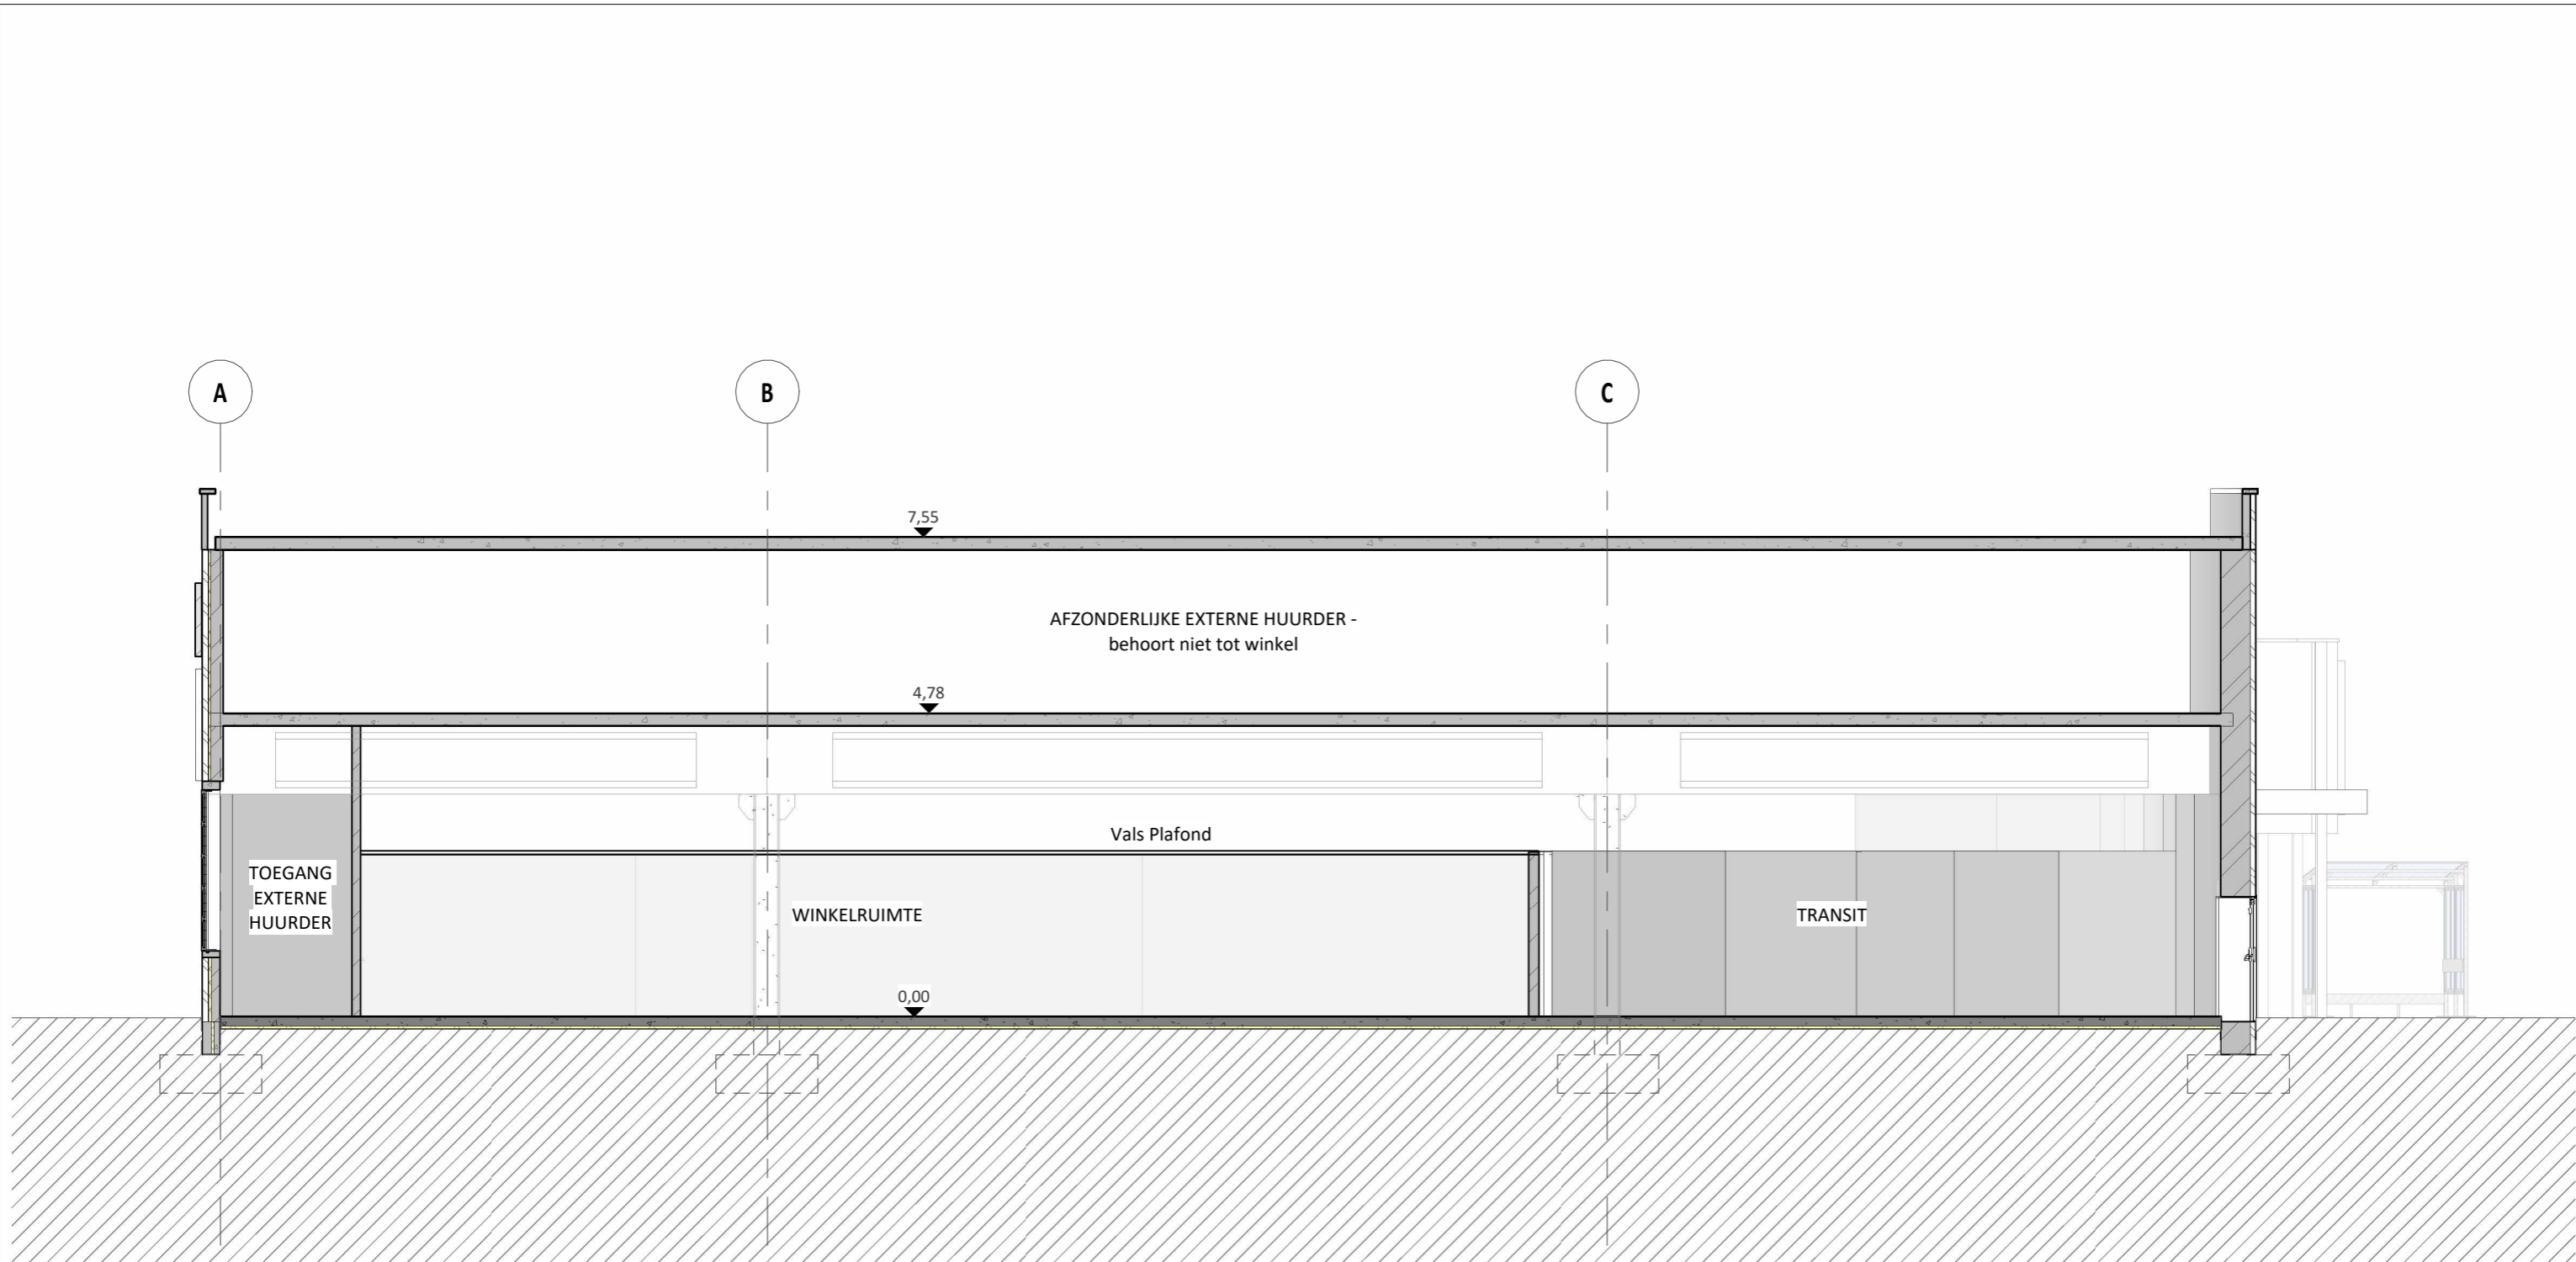 A
B
C
7,55
AFZONDERLIJKE EXTERNE HUURDER -
behoort niet tot winkel
4,78
Vals Plafond
TOEGANG
EXTERNE
HUURDER
WINKELRUIMTE
TRANSIT
0,00